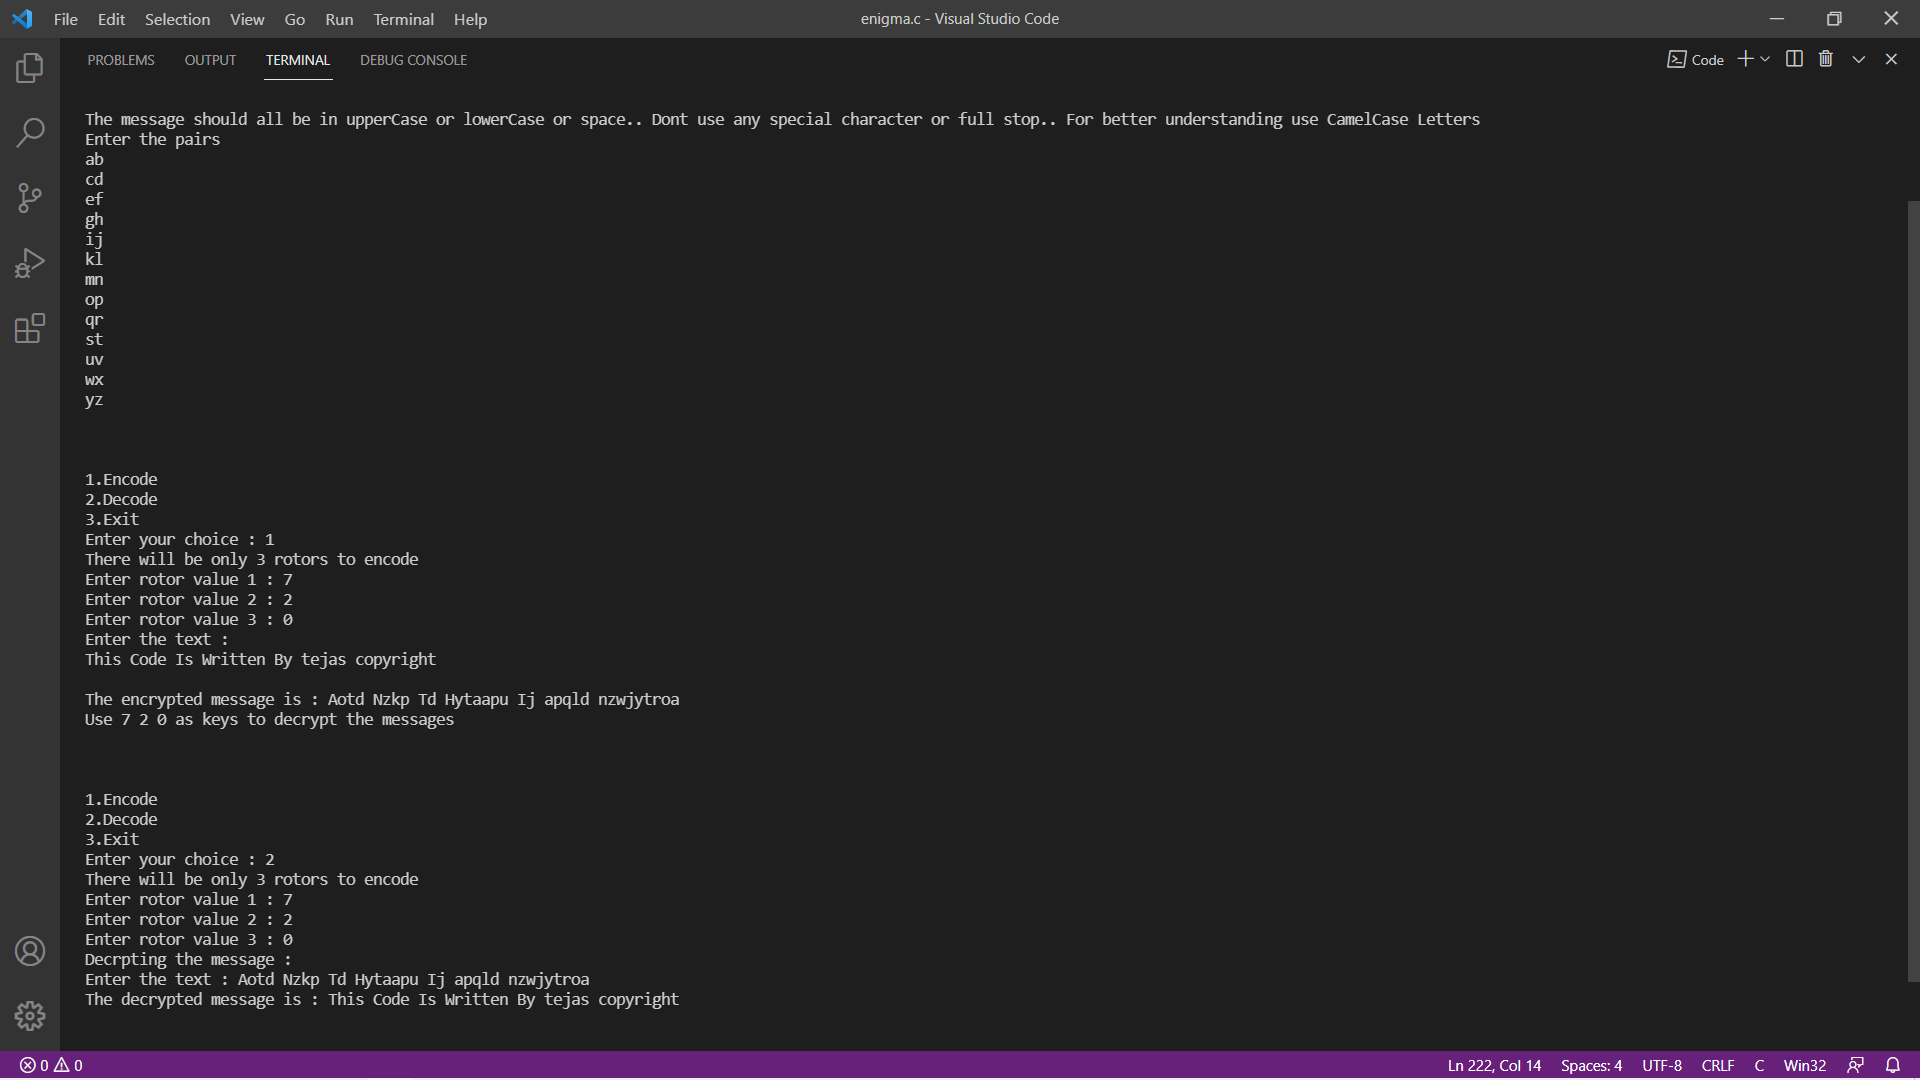 File Edit Selection View Go Run Terminal Help enigma.c - Visual Studio Code
PROBLEMS OUTPUT TERMINAL DEBUG CONSOLE Code
The message should all be in upperCase or lowerCase or space.. Dont use any special character or full stop.. For better understanding use CamelCase Letters
Enter the pairs
ab
cd
ef
gh
ij
kl
mn
op
qr
st
uv
wx
yz
1.Encode
2.Decode
3.Exit
Enter your choice : 1
There will be only 3 rotors to encode
Enter rotor value 1 : 7
Enter rotor value 2 : 2
Enter rotor value 3 : 0
Enter the text :
This Code Is Written By tejas copyright
The encrypted message is : Aotd Nzkp Td Hytaapu Ij apqld nzwjytroa
Use 7 2 0 as keys to decrypt the messages
1.Encode
2.Decode
3.Exit
Enter your choice : 2
There will be only 3 rotors to encode
Enter rotor value 1 : 7
Enter rotor value 2 : 2
Enter rotor value 3 : 0
Decrpting the message :
Enter the text : Aotd Nzkp Td Hytaapu Ij apqld nzwjytroa
The decrypted message is : This Code Is Written By tejas copyright
0 0 Ln 222, Col 14 Spaces: 4 UTF-8 CRLF C Win32